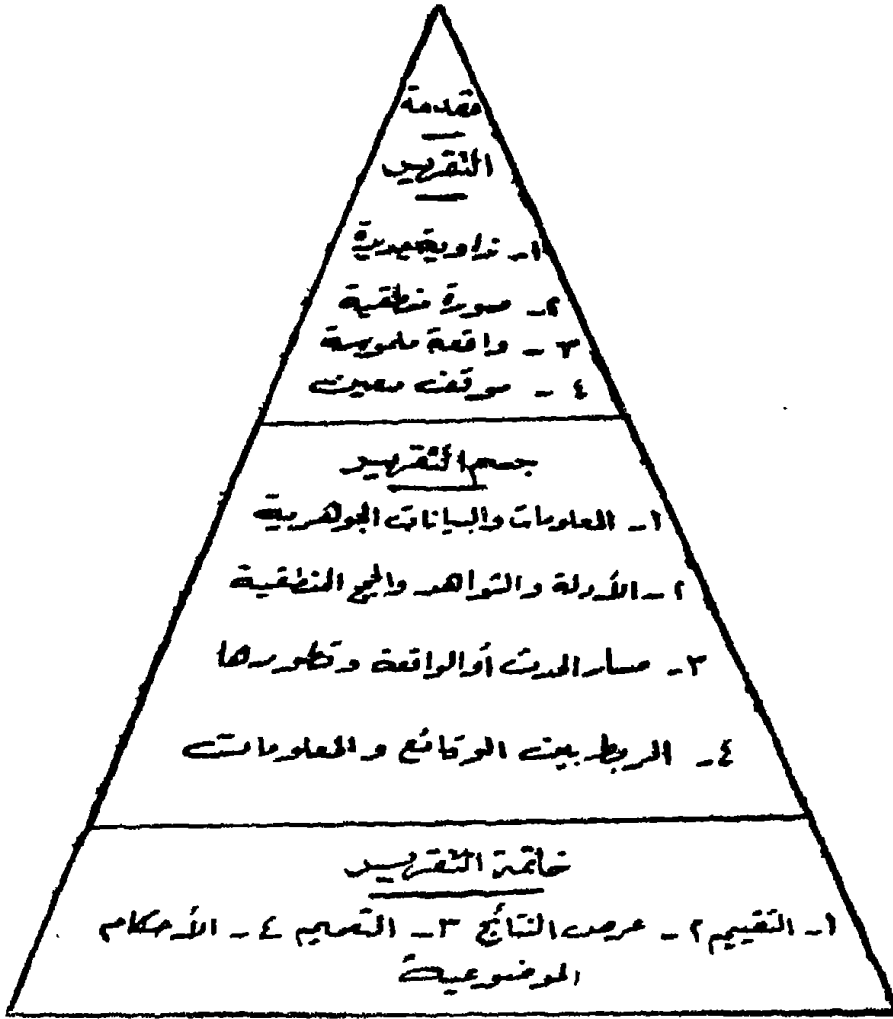 مقدمة
التقرير
١- زاوية جديدة
٢- صورة منطقية
٣- واقعة ملموسة
٤- موقف معين
جسم التقرير
١- المعلومات والبيانات الجوهرية
٢- الأدلة والشواهد والحجج المنطقية
٣- مسار الحدث أو الواقعة وتطورها
٤- الربط بين الوقائع والمعلومات
خاتمة التقرير
١- التقييم ٢- عرض النتائج ٣- التعميم ٤- الأحكام
الموضوعية